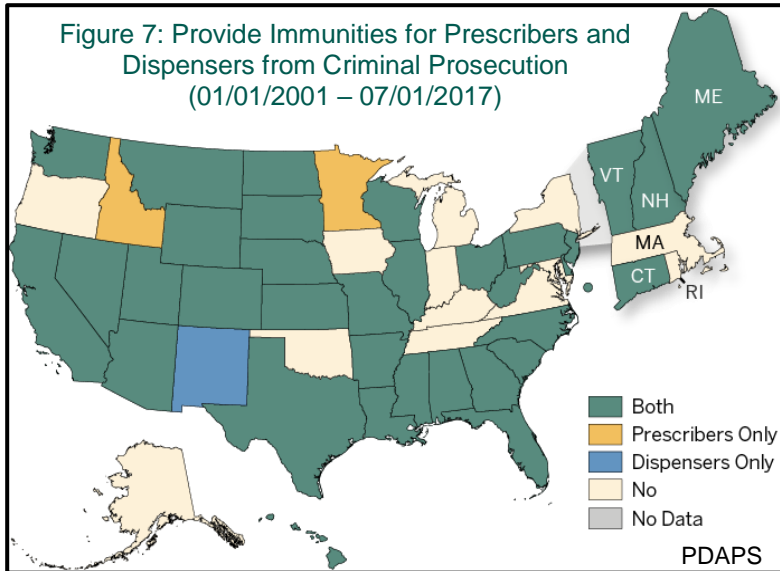 Figure 7: Provide Immunities for Prescribers and
Dispensers from Criminal Prosecution
(01/01/2001 – 07/01/2017)
ME
VT
NH
MA
CT
RI
Both
Prescribers Only
Dispensers Only
No
No Data
PDAPS